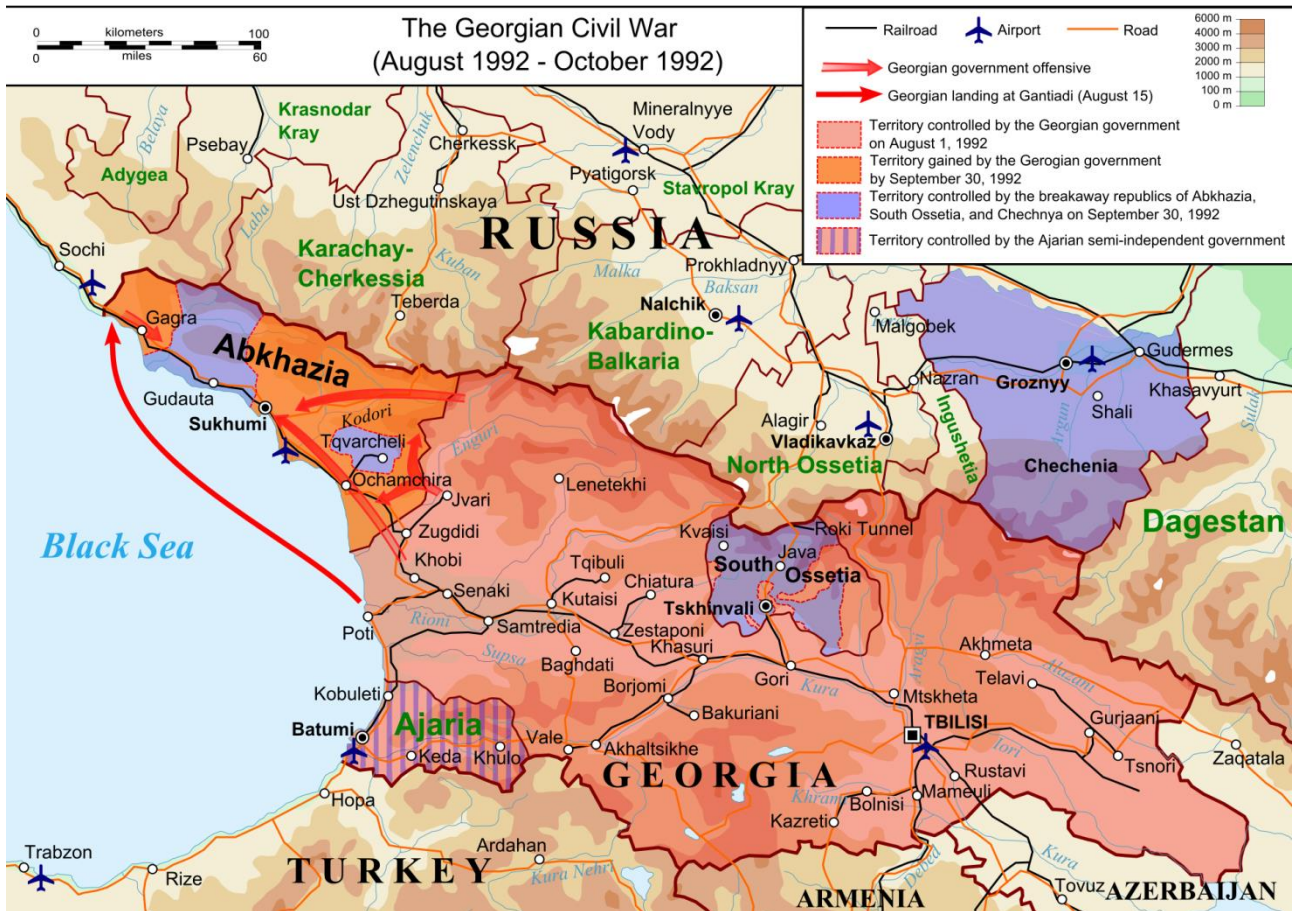 0 kilometers 100
0 miles 60
The Georgian Civil War
(August 1992 - October 1992)
Railroad
Airport
Road
Georgian government offensive
Georgian landing at Gantiadi (August 15)
Territory controlled by the Georgian government
on August 1, 1992
Territory gained by the Gerogian government
by September 30, 1992
Territory controlled by the breakaway republics of Abkhazia,
South Ossetia, and Chechnya on September 30, 1992
Territory controlled by the Ajarian semi-independent government
6000 m
4000 m
3000 m
2000 m
1000 m
100 m
0 m
Belaya
Adygea
Psebay
Krasnodar
Kray
Laba
Zelenchuk
Cherkessk
Ust Dzhegutinskaya
Mineralnyye
Vody
Pyatigorsk
Stavropol Kray
RUSSIA
Sochi
Karachay-
Cherkessia
Kuban
Teberda
Malka
Baksan
Prokhladnyy
Nalchik
Kabardino-
Balkaria
Malgobek
Terek
Nazran
Groznyy
Gudermes
Khasavyurt
Shali
Argun
Sulak
Ingushetia
Chechenia
Dagestan
Alagir
Vladikavkaz
North Ossetia
Gagra
Abkhazia
Gudauta
Sukhumi
Kodori
Tqvarcheli
Enguri
Ochamchira
Jvari
Lenetekhi
Zugdidi
Khobi
Black Sea
Kvaisi
Roki Tunnel
Java
South
Ossetia
Tskhinvali
Tqibuli
Chiatura
Senaki
Kutaisi
Poti
Rioni
Samtredia
Zestaponi
Supsa
Baghdati
Khasuri
Gori
Kura
Aragvi
Akhmeta
Telavi
Alazani
Kobuleti
Borjomi
Bakuriani
Mtskheta
TBILISI
Gurjaani
Batumi
Ajaria
Keda
Khulo
Vale
Akhaltsikhe
GEORGIA
Iori
Tsnori
Zaqatala
Rustavi
Khrami
Bolnisi
Mameuli
Kazreti
Hopa
Trabzon
Rize
TURKEY
Ardahan
Kura Nehri
Debed
ARMENIA
Kura
Tovuz
AZERBAIJAN